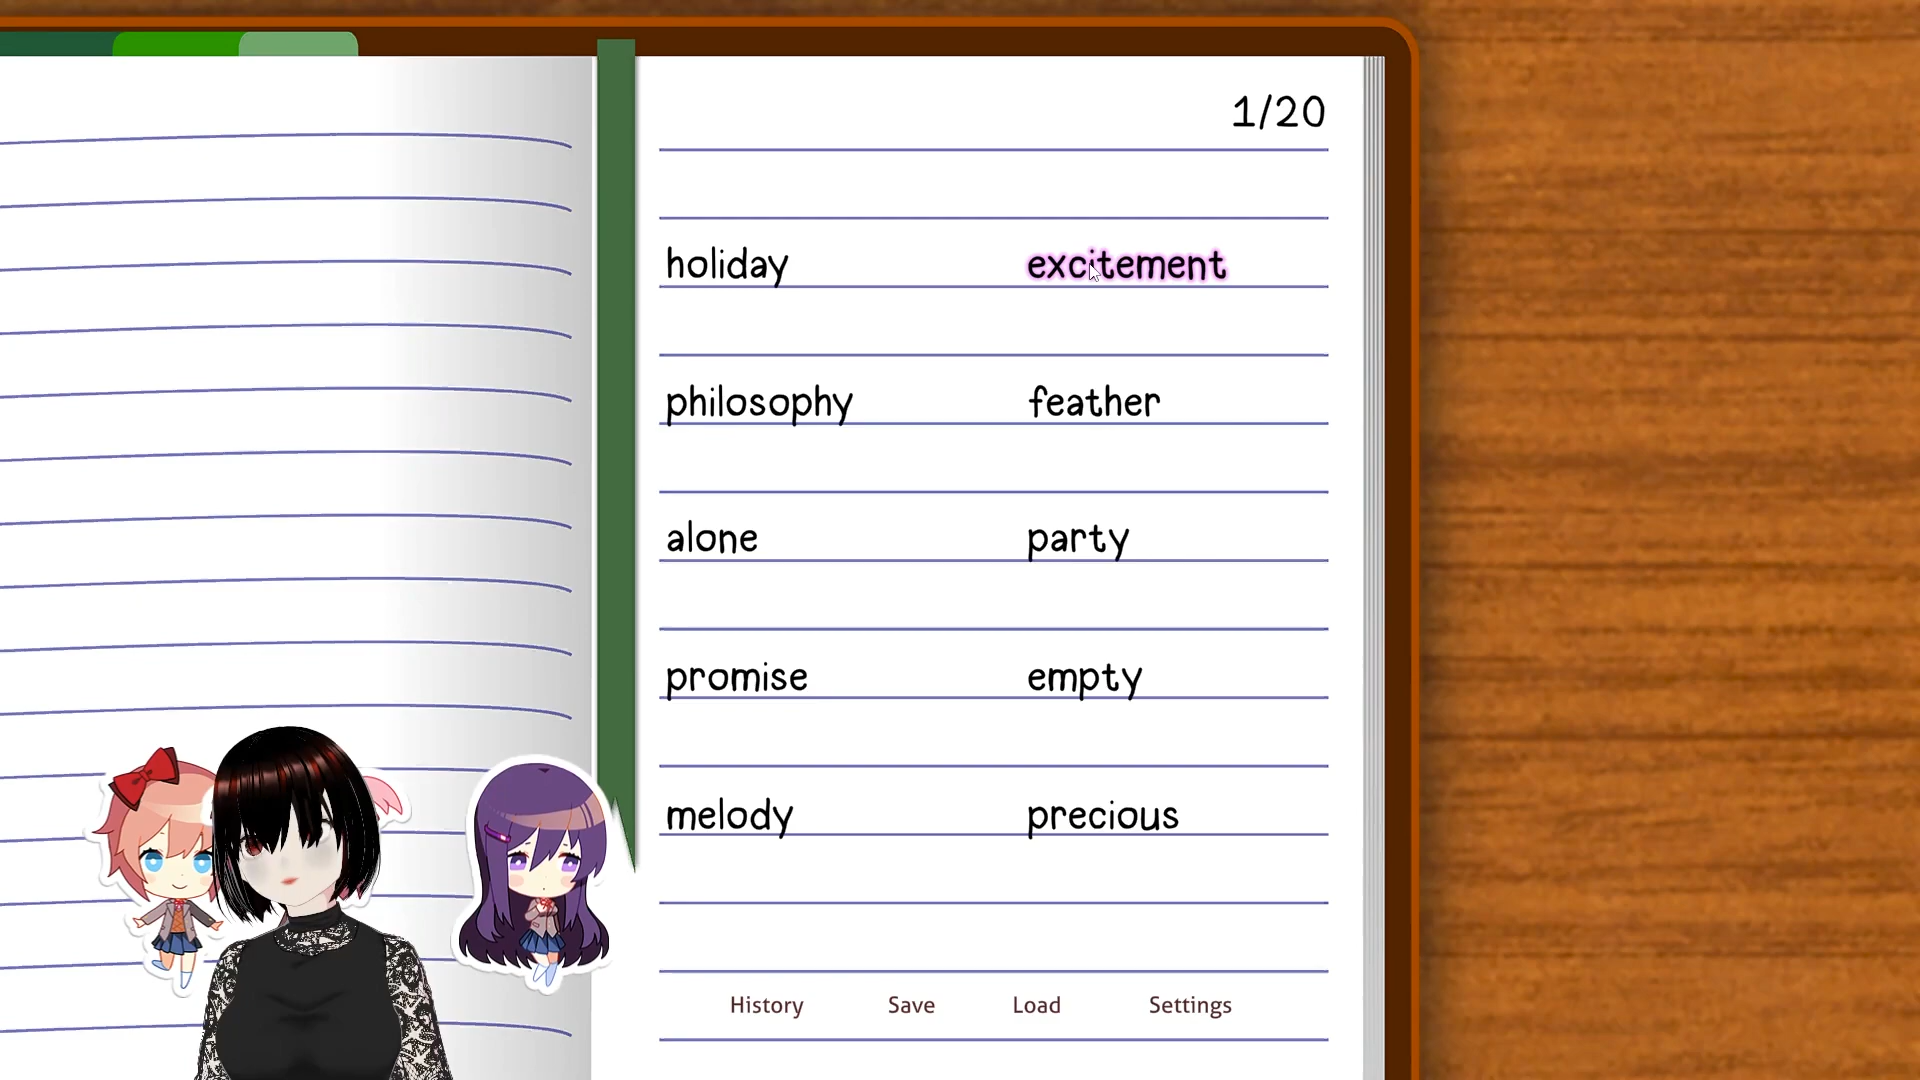 1/20
holiday excitement
philosophy feather
alone party
promise empty
melody precious
History Save Load Settings